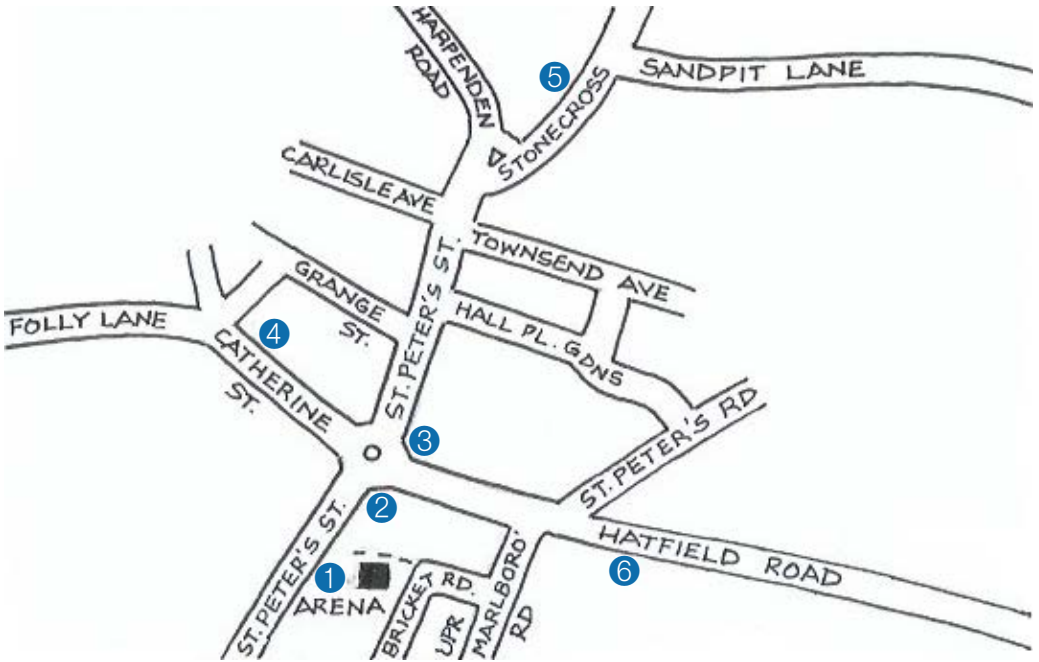 HARPENDEN
ROAD
5
SANDPIT LANE
STONECROSS
CARLISLE AVE
TOWNSEND AVE
GRANGE
ST.
ST. PETER'S ST.
HALL PL. GDNS
FOLLY LANE
4
CATHERINE
ST.
3
ST. PETER'S RD
2
ST. PETER'S ST.
HATFIELD ROAD
6
1
ARENA
BRICKET
RD.
UPR
MARLBORO'
RD